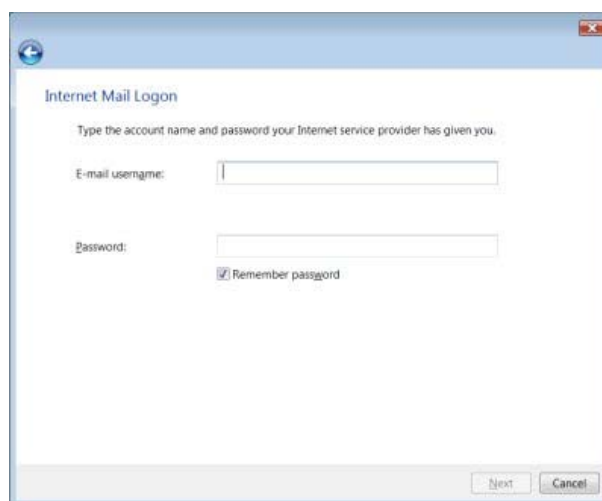 Internet Mail Logon
Type the account name and password your Internet service provider has given you.
E-mail username:
Password:
Remember password
Next Cancel